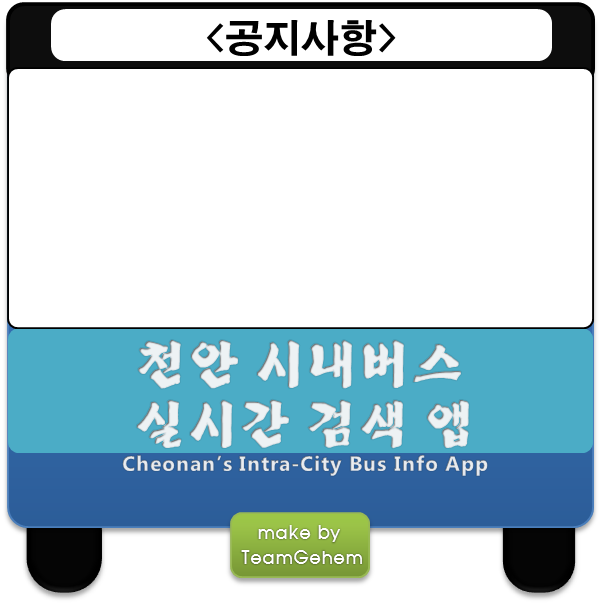 <공지사항>
천안 시내버스
실시간 검색 앱
Cheonan's Intra-City Bus Info App
make by
TeamGehem